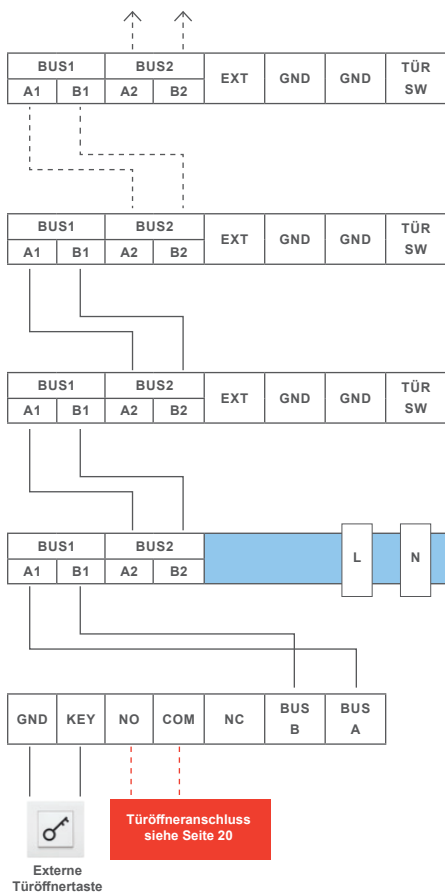 BUS1 BUS2 EXT GND GND TÜR SW
A1 B1 A2 B2
BUS1 BUS2 EXT GND GND TÜR SW
A1 B1 A2 B2
BUS1 BUS2 EXT GND GND TÜR SW
A1 B1 A2 B2
BUS1 BUS2 L N
A1 B1 A2 B2
GND KEY NO COM NC BUS B BUS A
Türöffneranschluss
siehe Seite 20
Externe
Türöffnertaste